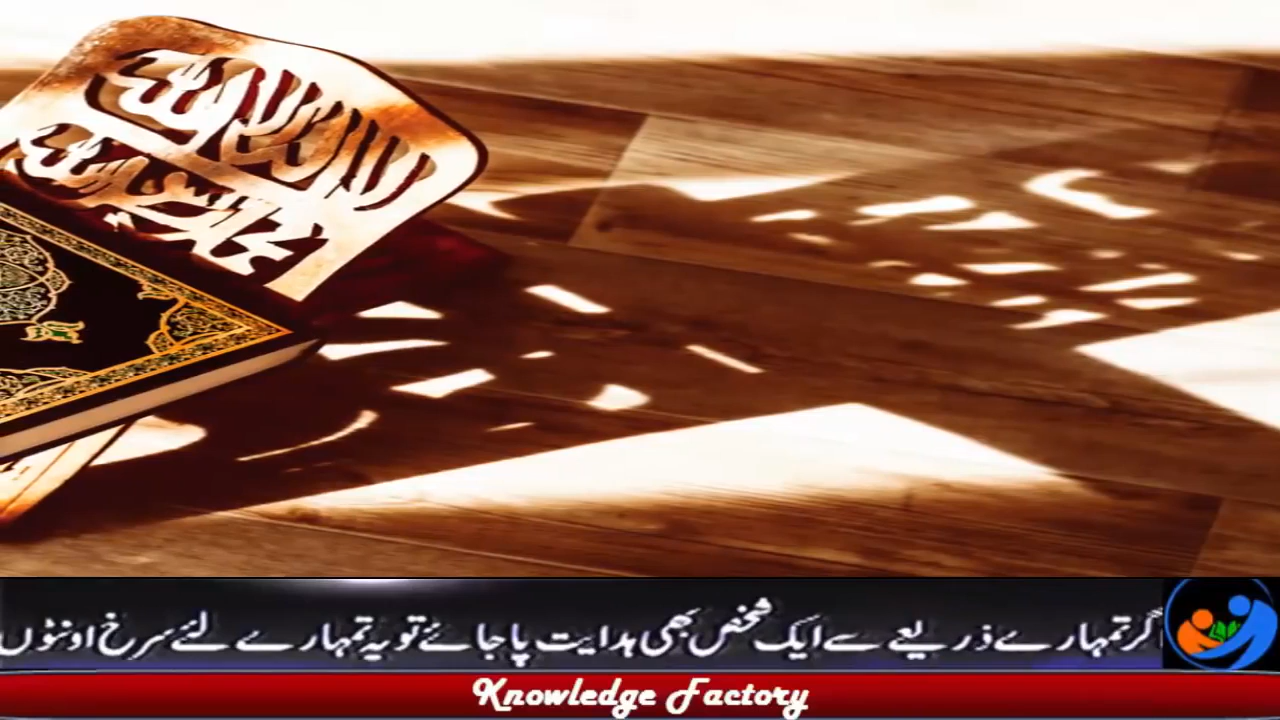 اگر تمہارے ذریعے سے ایک شخص بھی ہدایت پا جائے تو یہ تمہارے لئے سرخ اونٹوں
Knowledge Factory